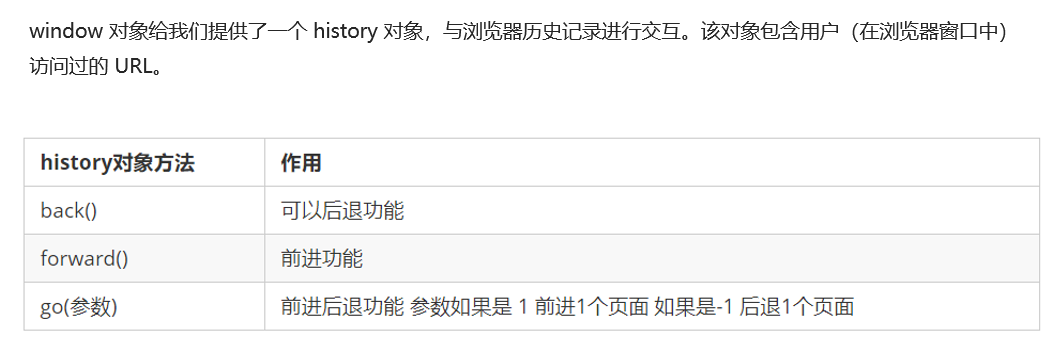 window 对象给我们提供了一个 history 对象，与浏览器历史记录进行交互。该对象包含用户（在浏览器窗口中）
访问过的 URL。
history对象方法 作用
back() 可以后退功能
forward() 前进功能
go(参数) 前进后退功能 参数如果是 1 前进1个页面 如果是-1 后退1个页面